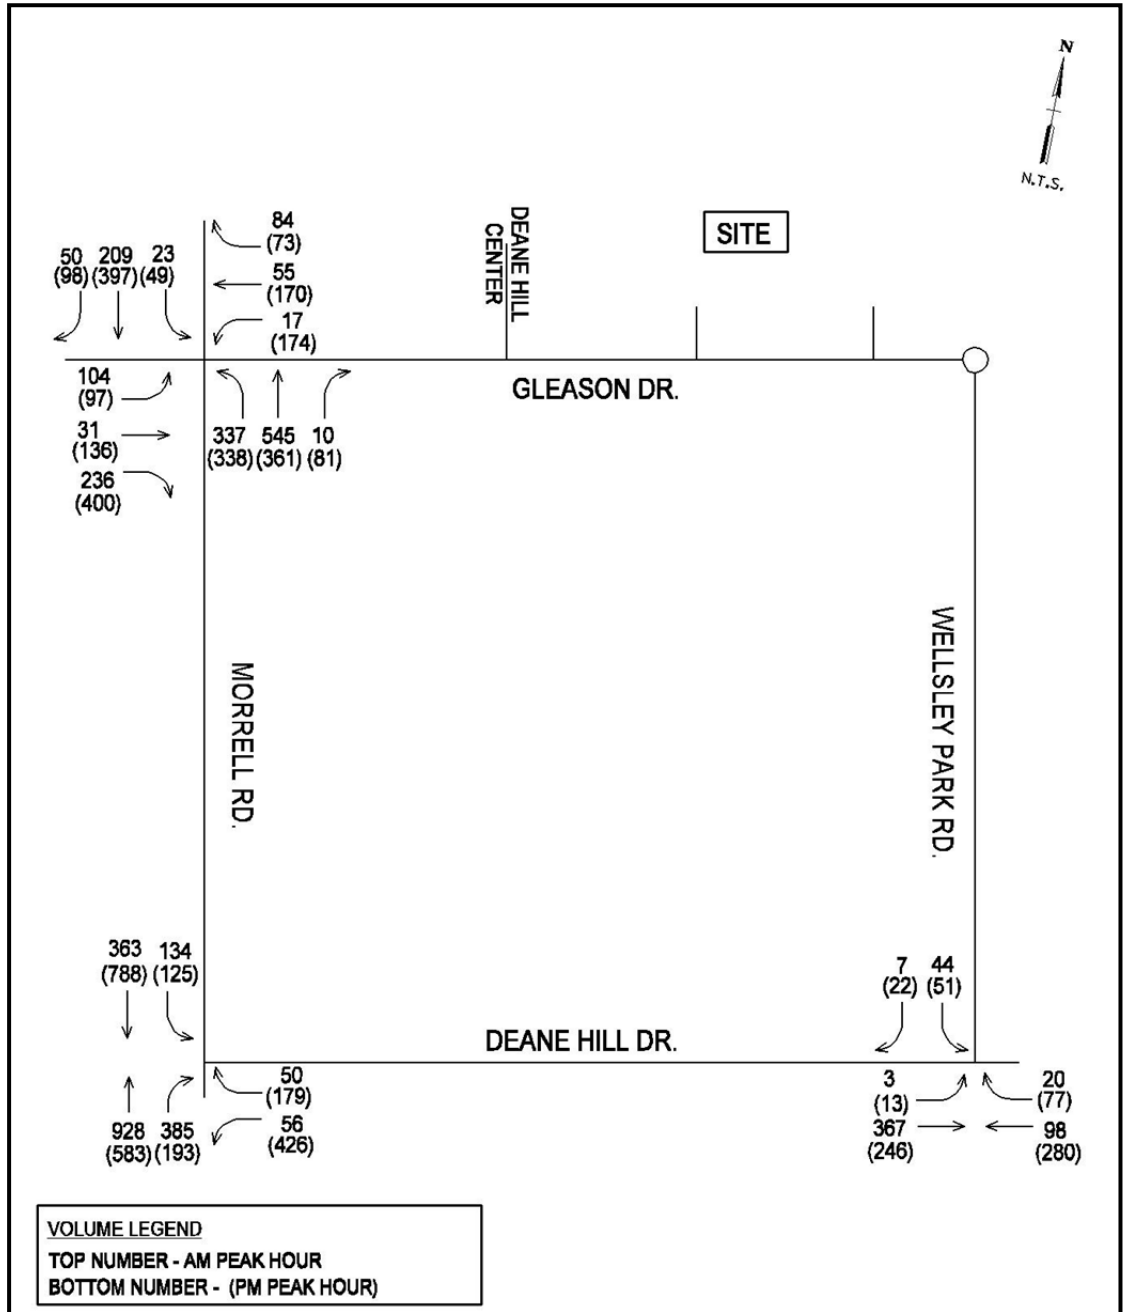 N
N.T.S.
SITE
DEANE HILL
CENTER
84
(73)
50 209 23
(98) (397) (49)
55
(170)
17
(174)
104
(97)
31
(136)
236
(400)
337 545 10
(338) (361) (81)
GLEASON DR.
MORRELL RD.
WELLSLEY PARK RD.
363 134
(788) (125)
7 44
(22) (51)
DEANE HILL DR.
50
(179)
56
(426)
928 385
(583) (193)
3
(13)
367
(246)
20
(77)
98
(280)
VOLUME LEGEND
TOP NUMBER - AM PEAK HOUR
BOTTOM NUMBER - (PM PEAK HOUR)